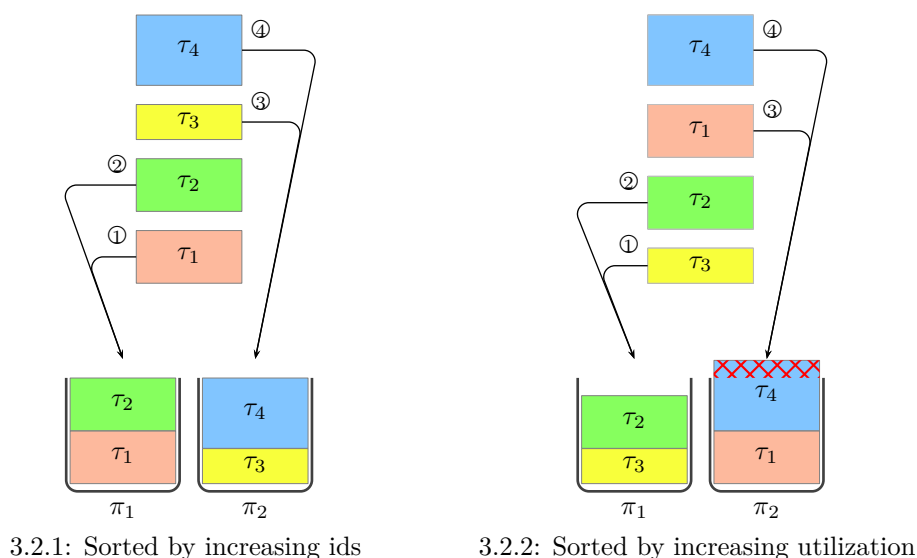 ④
τ4
③
τ3
②
τ2
①
τ1
τ2
τ1
τ4
τ3
π1
π2
3.2.1: Sorted by increasing ids
④
τ4
③
τ1
②
τ2
①
τ3
τ2
τ3
τ4
τ1
π1
π2
3.2.2: Sorted by increasing utilization